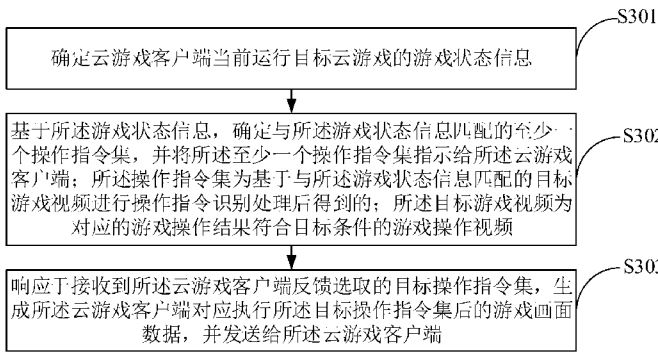 S301
确定云游戏客户端当前运行目标云游戏的游戏状态信息
S302
基于所述游戏状态信息，确定与所述游戏状态信息匹配的至少一
个操作指令集，并将所述至少一个操作指令集指示给所述云游戏
客户端；所述操作指令集为基于与所述游戏状态信息匹配的目标
游戏视频进行操作指令识别处理后得到的；所述目标游戏视频为
对应的游戏操作结果符合目标条件的游戏操作视频
S303
响应于接收到所述云游戏客户端反馈选取的目标操作指令集，生
成所述云游戏客户端对应执行所述目标操作指令集后的游戏画面
数据，并发送给所述云游戏客户端